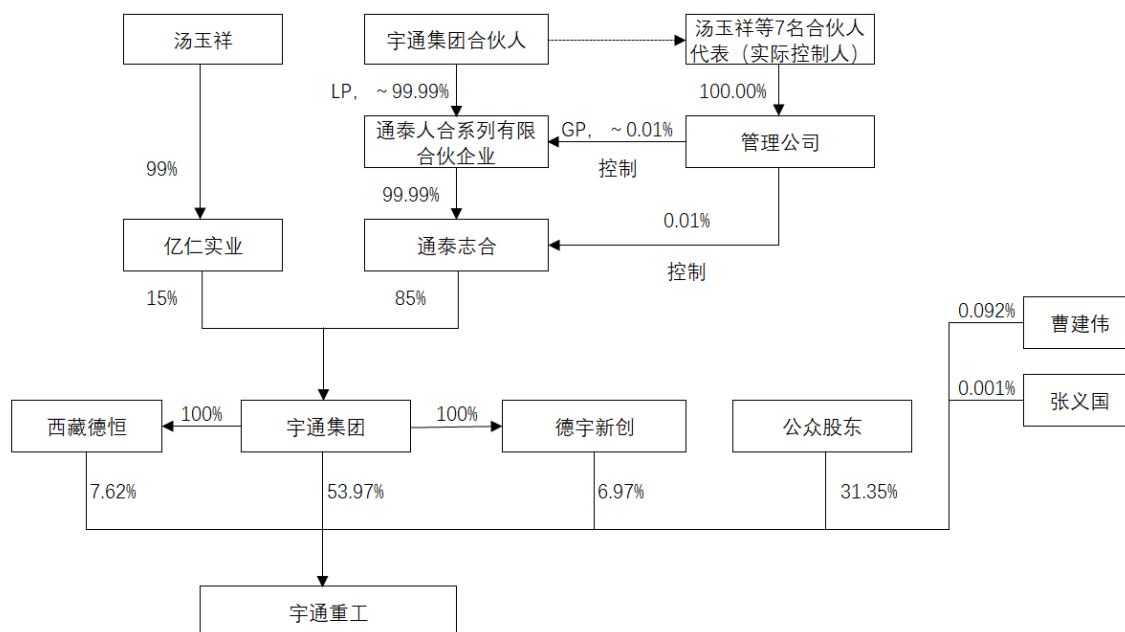 汤玉祥
宇通集团合伙人
汤玉祥等7名合伙人
代表（实际控制人）
LP，~99.99%
100.00%
通泰人合系列有限
合伙企业
GP，~0.01%
管理公司
控制
99%
99.99%
0.01%
亿仁实业
通泰志合
控制
15%
85%
0.092%
曹建伟
0.001%
张义国
西藏德恒
100%
宇通集团
100%
德宇新创
公众股东
7.62%
53.97%
6.97%
31.35%
宇通重工